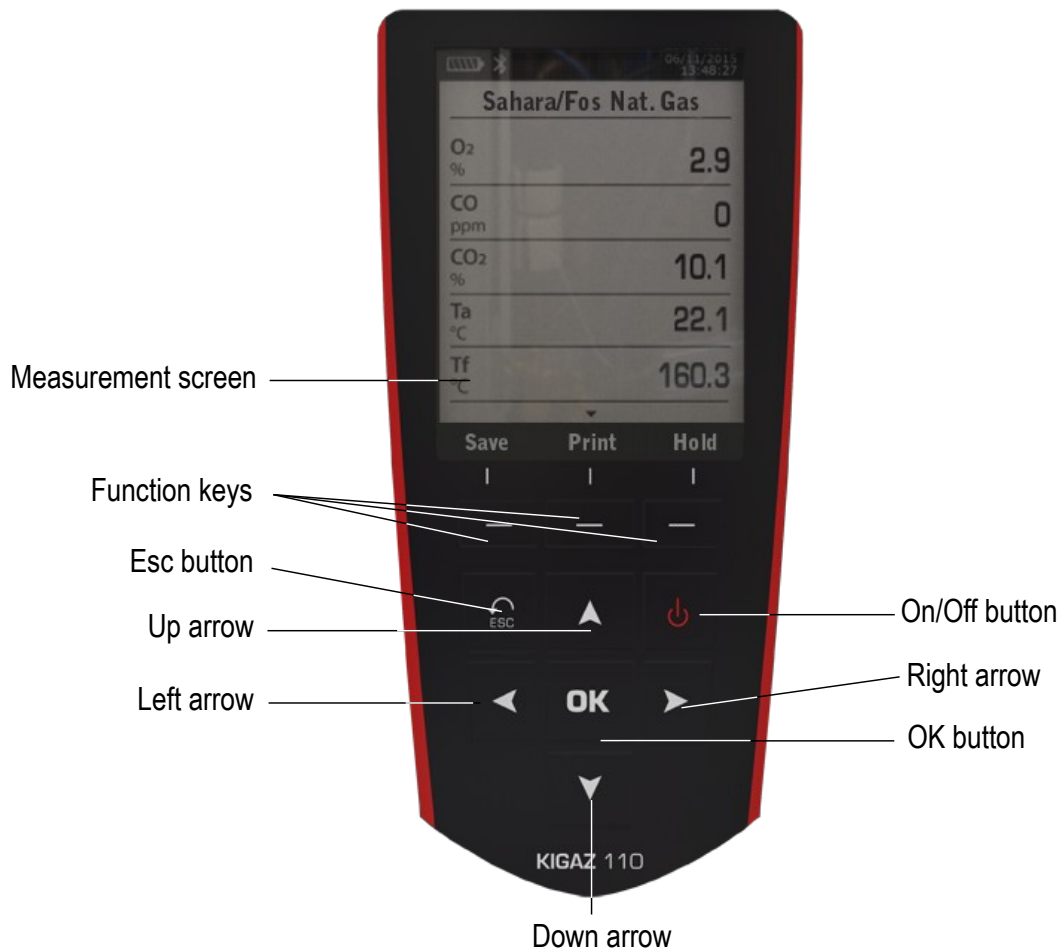 06/11/2015
13:48:27
Sahara/Fos Nat. Gas
O₂
%
2.9
CO
ppm
0
CO₂
%
10.1
Ta
°C
22.1
Tf
°C
160.3
Measurement screen
Save Print Hold
Function keys
Esc button
ESC
Up arrow
On/Off button
Left arrow
OK
Right arrow
OK button
KIGAZ 110
Down arrow